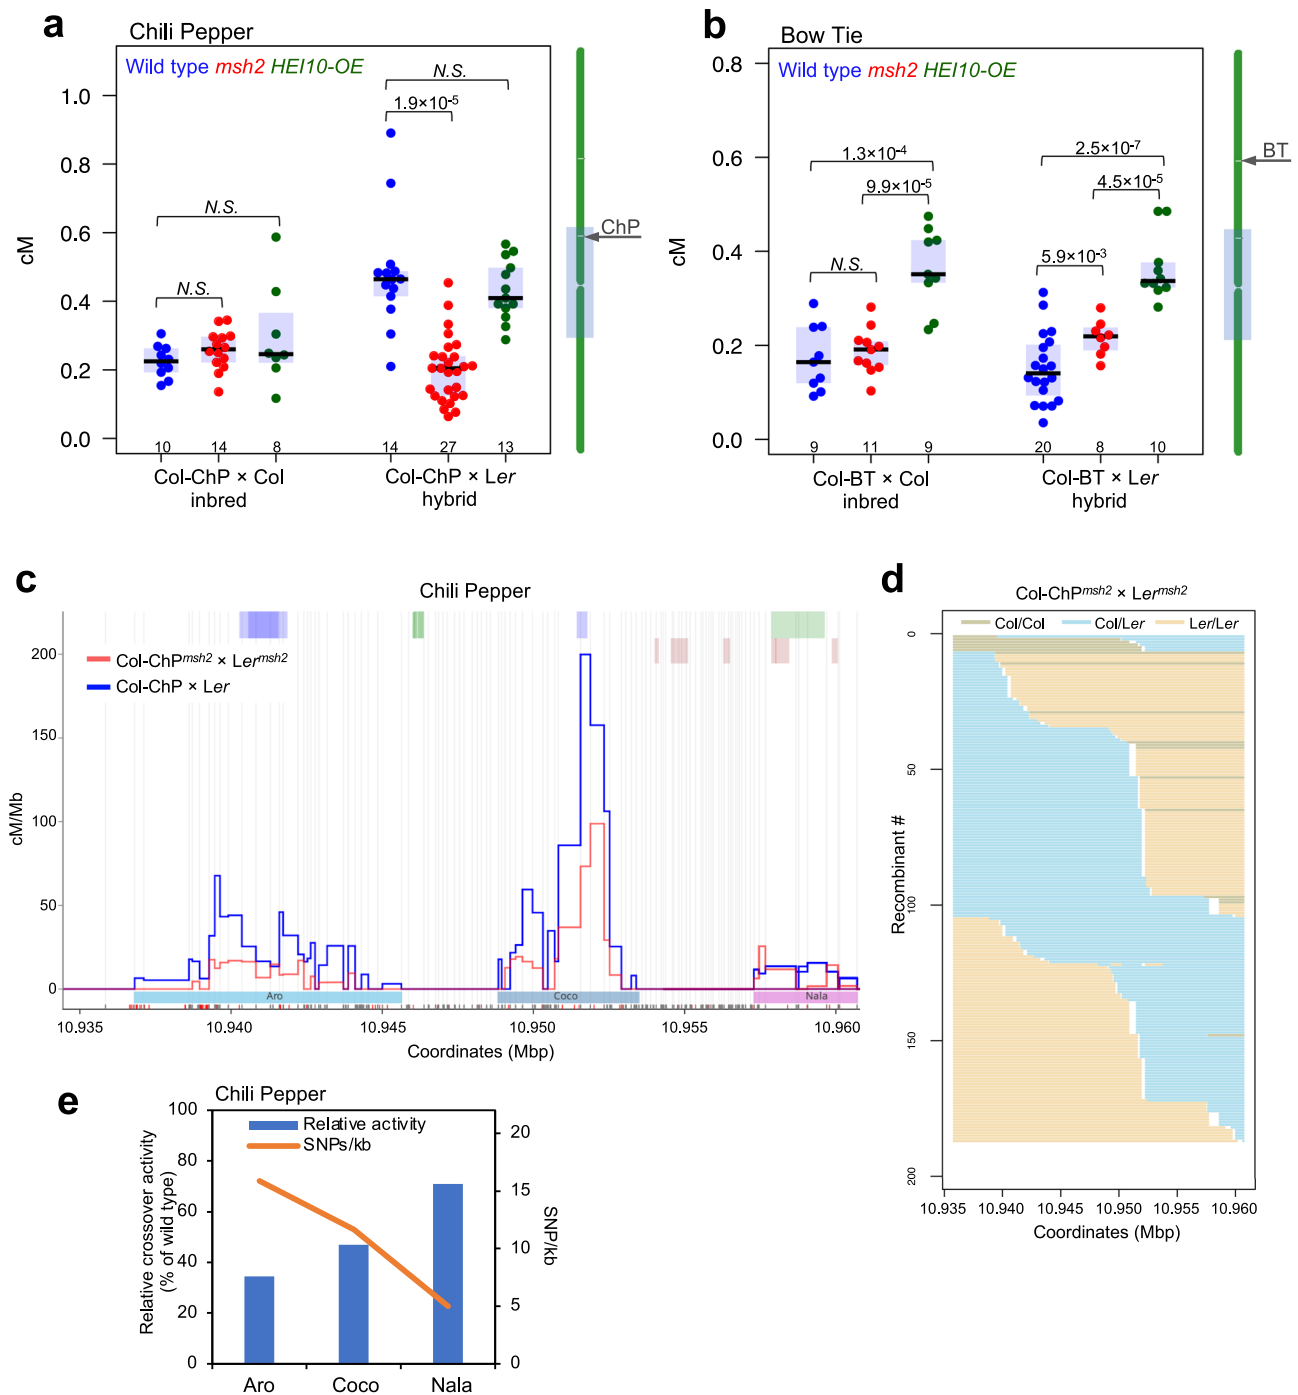 a
Chili Pepper
Wild type msh2 HEI10-OE
N.S.
1.9×10-5
N.S.
N.S.
cM
1.0
0.8
0.6
0.4
0.2
0.0
10 14 8 14 27 13
Col-ChP × Col
inbred
Col-ChP × Ler
hybrid
ChP
b
Bow Tie
Wild type msh2 HEI10-OE
1.3×10-4
9.9×10-5
N.S.
2.5×10-7
4.5×10-5
5.9×10-3
cM
0.8
0.6
0.4
0.2
0.0
9 11 9 20 8 10
Col-BT × Col
inbred
Col-BT × Ler
hybrid
BT
c
Chili Pepper
Col-ChPmsh2 × Lermsh2
Col-ChP × Ler
cM/Mb
200
150
100
50
0
Aro Coco Nala
10.935 10.940 10.945 10.950 10.955 10.960
Coordinates (Mbp)
d
Col-ChPmsh2 × Lermsh2
Col/Col Col/Ler Ler/Ler
Recombinant #
0
50
100
150
200
10.935 10.940 10.945 10.950 10.955 10.960
Coordinates (Mbp)
e
Chili Pepper
Relative activity
SNPs/kb
Relative crossover activity
(% of wild type)
100
80
60
40
20
0
20
15
10
5
0
SNP/kb
Aro Coco Nala